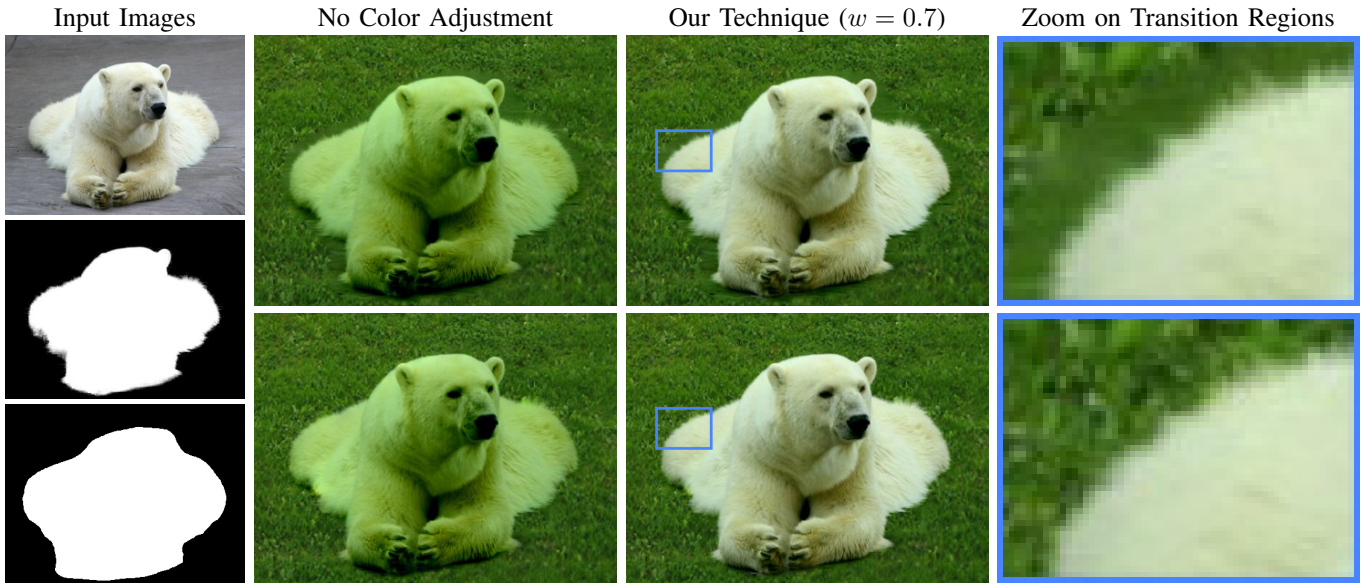 Input Images
No Color Adjustment
Our Technique (w = 0.7)
Zoom on Transition Regions